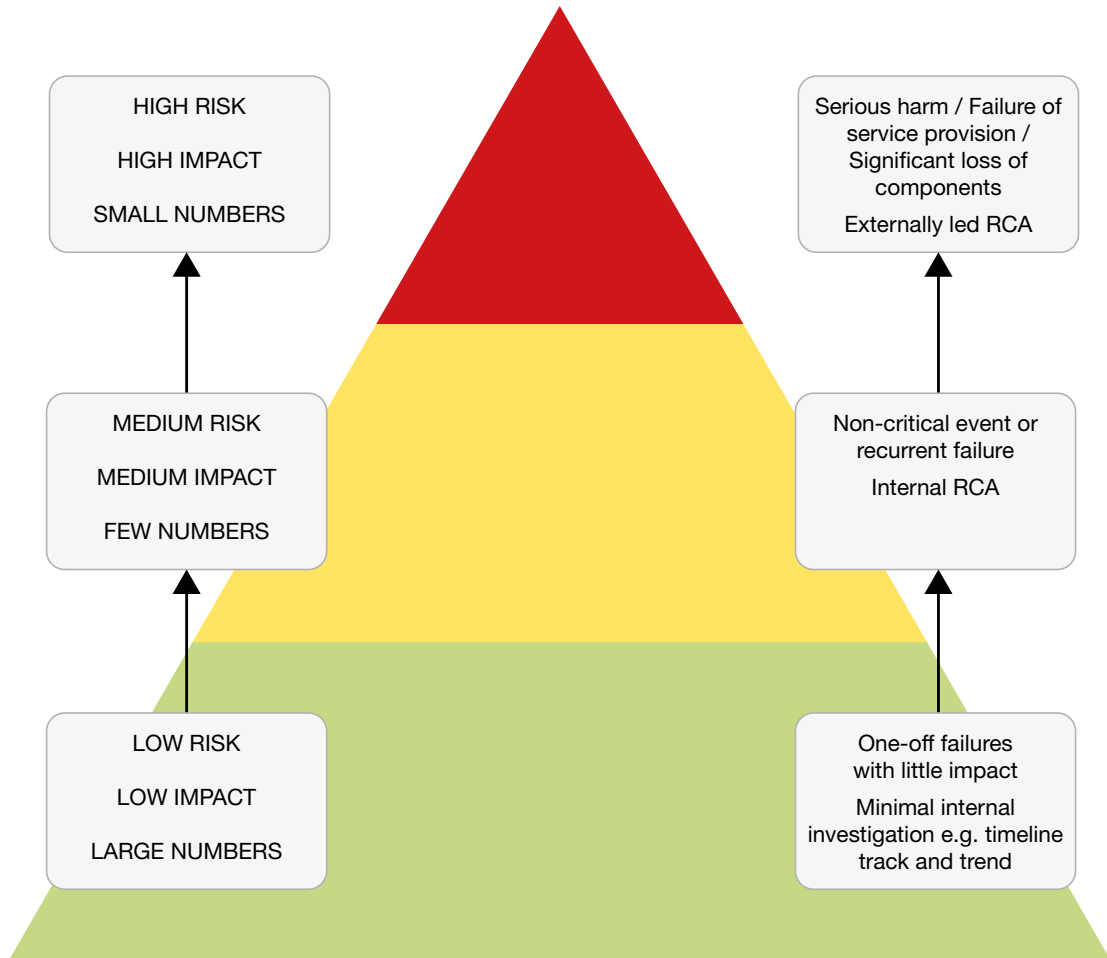 HIGH RISK
HIGH IMPACT
SMALL NUMBERS
Serious harm / Failure of
service provision /
Significant loss of
components
Externally led RCA
MEDIUM RISK
MEDIUM IMPACT
FEW NUMBERS
Non-critical event or
recurrent failure
Internal RCA
LOW RISK
LOW IMPACT
LARGE NUMBERS
One-off failures
with little impact
Minimal internal
investigation e.g. timeline
track and trend